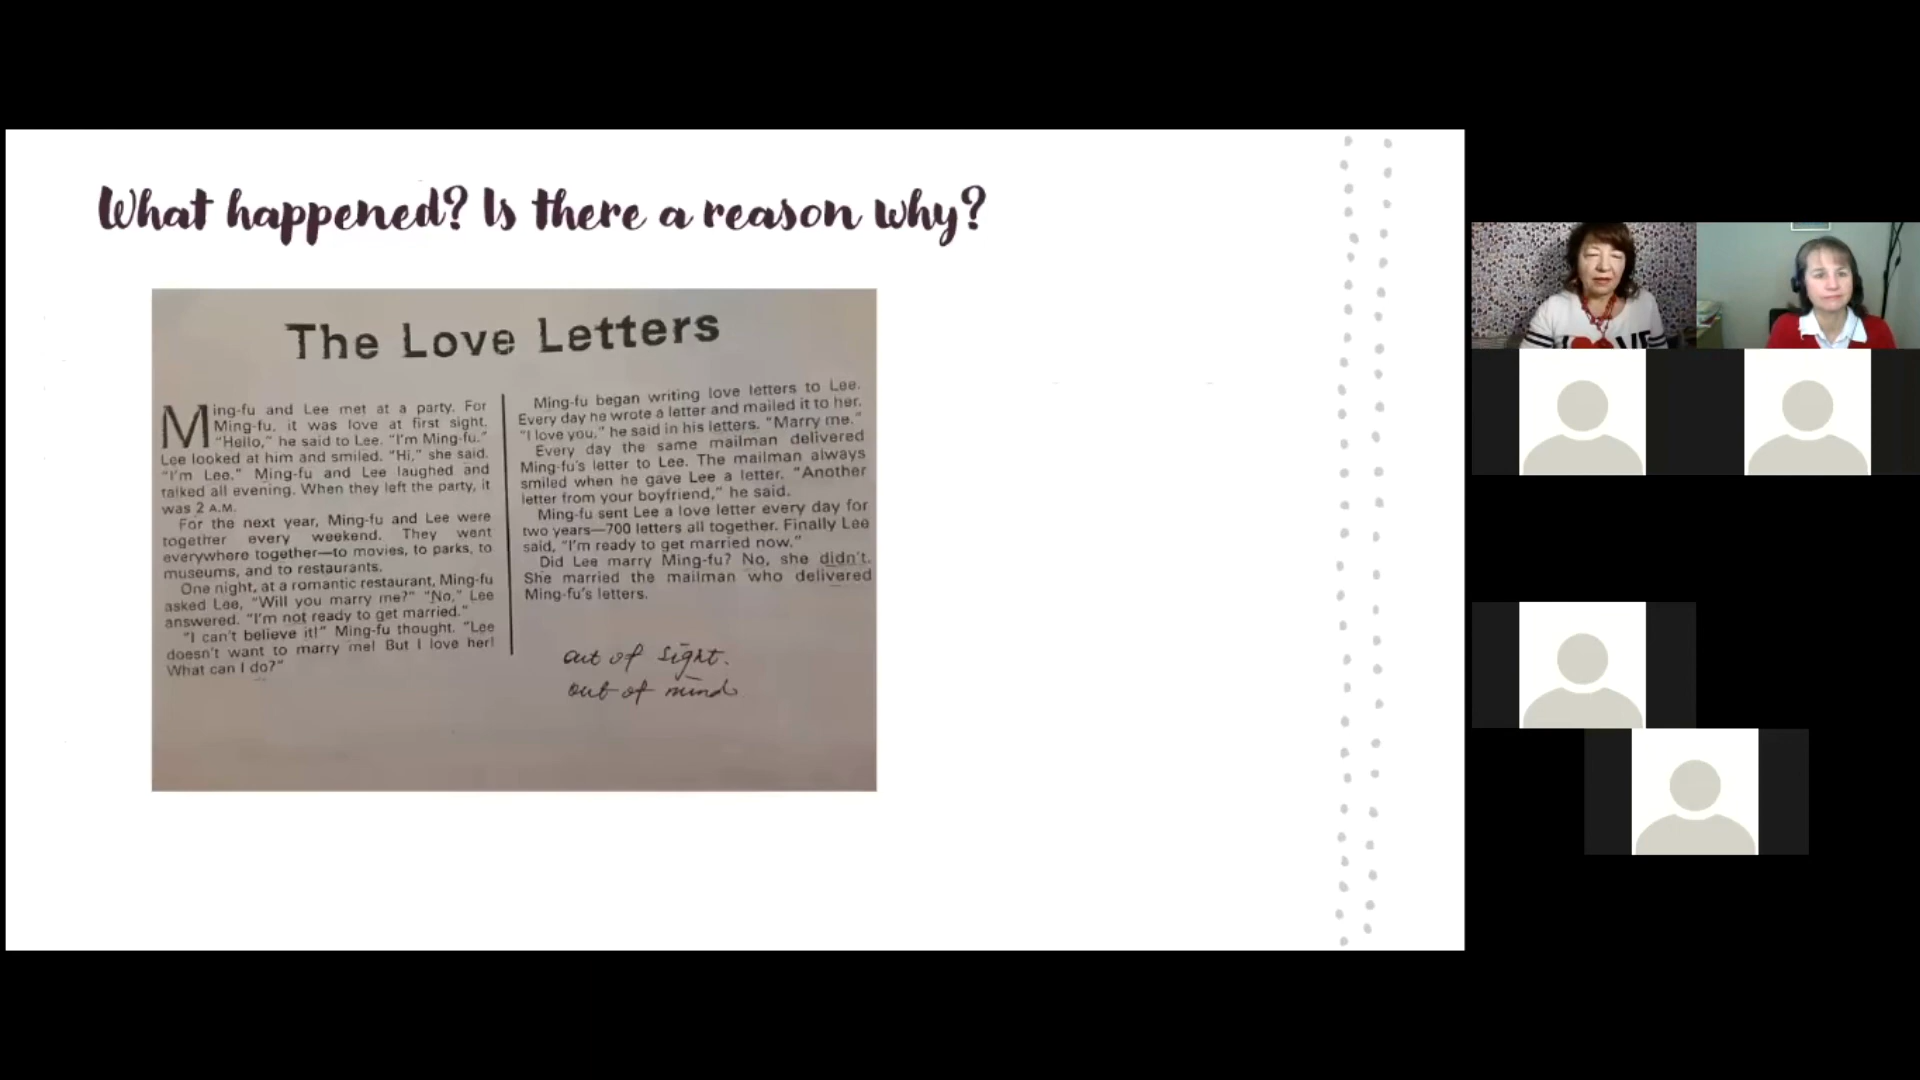 What happened? Is there a reason why?
The Love Letters
Ming-fu and Lee met at a party. For
Ming-fu, it was love at first sight.
"Hello," he said to Lee. "I'm Ming-fu."
Lee looked at him and smiled. "Hi," she said.
"I'm Lee." Ming-fu and Lee laughed and
talked all evening. When they left the party, it
was 2 A.M.
For the next year, Ming-fu and Lee were
together every weekend. They went
everywhere together—to movies, to parks, to
museums, and to restaurants.
One night, at a romantic restaurant, Ming-fu
asked Lee, "Will you marry me?" "No," Lee
answered. "I'm not ready to get married."
"I can't believe it!" Ming-fu thought. "Lee
doesn't want to marry me! But I love her!
What can I do?"
Ming-fu began writing love letters to Lee.
Every day he wrote a letter and mailed it to her.
"I love you," he said in his letters. "Marry me."
Every day the same mailman delivered
Ming-fu's letter to Lee. The mailman always
smiled when he gave Lee a letter. "Another
letter from your boyfriend," he said.
Ming-fu sent Lee a love letter every day for
two years—700 letters all together. Finally Lee
said, "I'm ready to get married now."
Did Lee marry Ming-fu? No, she didn't.
She married the mailman who delivered
Ming-fu's letters.
out of sight.
out of mind